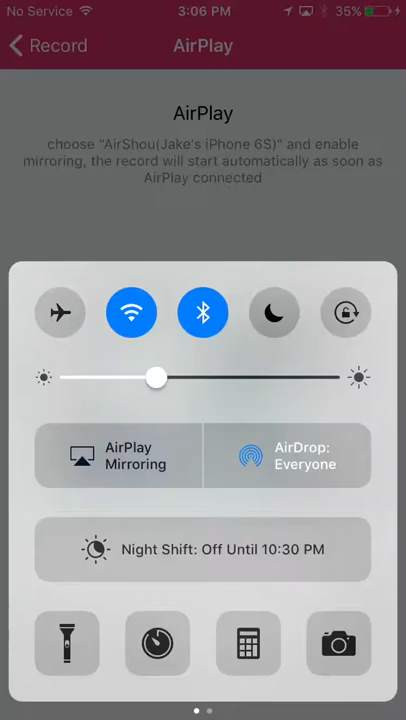 No Service 3:06 PM 35%
Record AirPlay
AirPlay
choose "AirShou(Jake's iPhone 6S)" and enable
mirroring, the record will start automatically as soon as
AirPlay connected
AirPlay
Mirroring
AirDrop:
Everyone
Night Shift: Off Until 10:30 PM